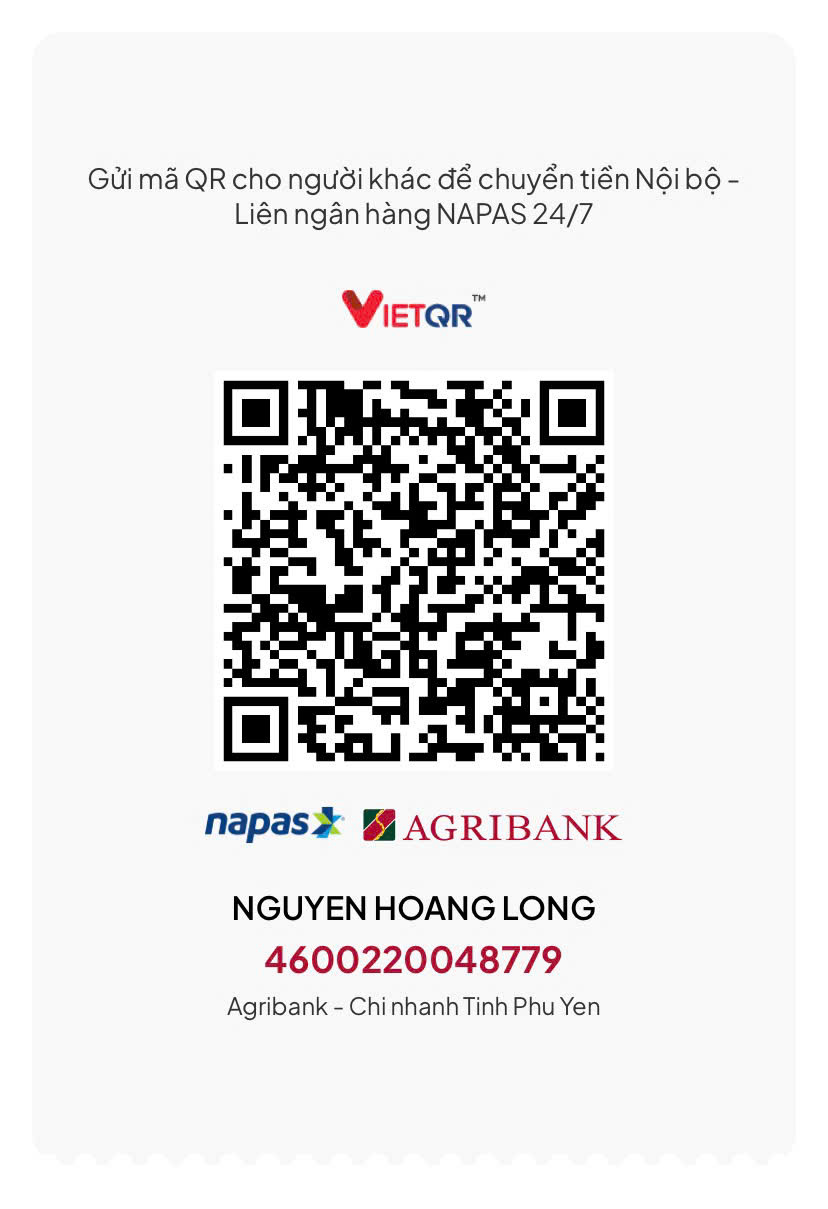 Gửi mã QR cho người khác để chuyển tiền Nội bộ -
Liên ngân hàng NAPAS 24/7
VIETQR™
napas AGRIBANK
NGUYEN HOANG LONG
4600220048779
Agribank - Chi nhanh Tinh Phu Yen